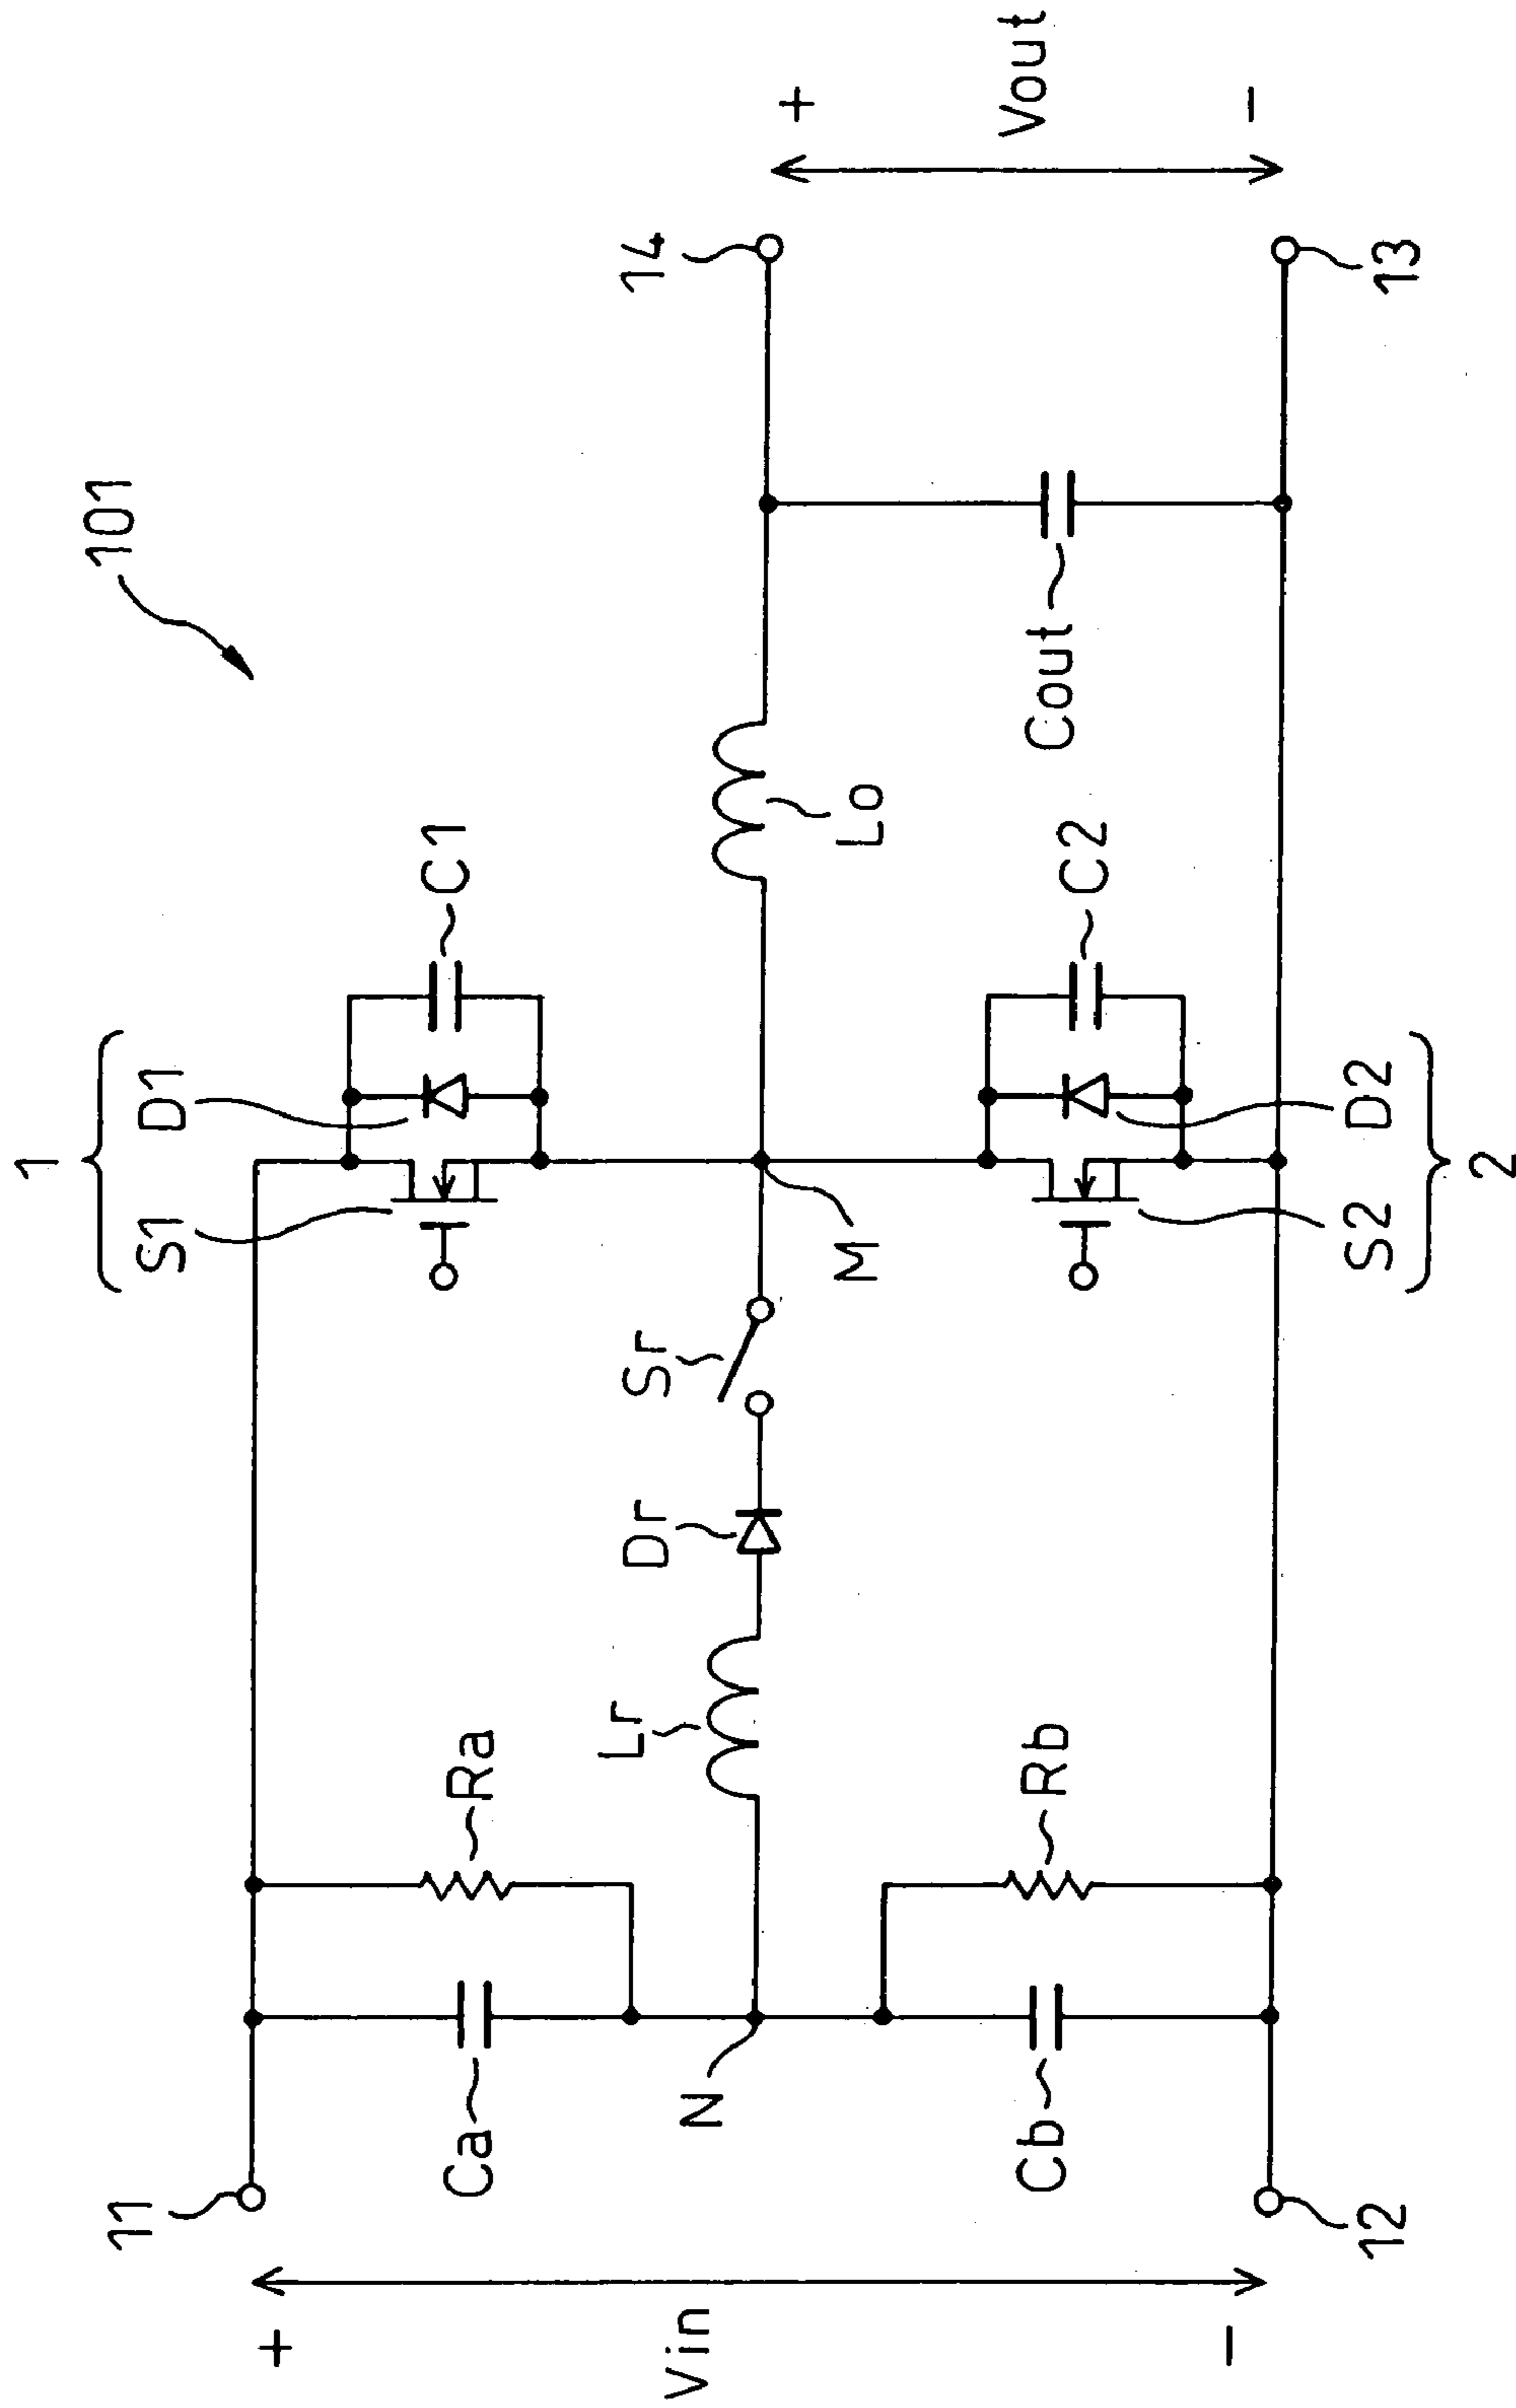 101
1
S1
D1
C1
11
Ca
Ra
Lr
Dr
Sr
M
Lo
14
+
Vin
−
N
Cb
Rb
Cout
C2
+
Vout
−
12
S2
D2
2
13